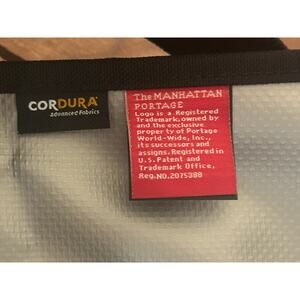 CORDURA®
Advanced Fabrics
The MANHATTAN
PORTAGE
Logo is a Registered
Trademark, owned by
and the exclusive
property of Portage
World-Wide, Inc.,
its successors and
assigns. Registered in
U.S. Patent and
Trademark Office,
Reg.NO.2075388